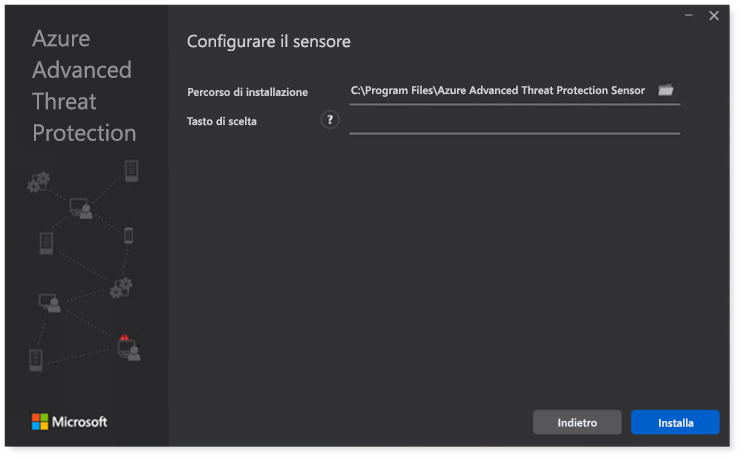 Azure
Advanced
Threat
Protection
Configurare il sensore
Percorso di installazione C:\Program Files\Azure Advanced Threat Protection Sensor
Tasto di scelta ?
Microsoft
Indietro Installa